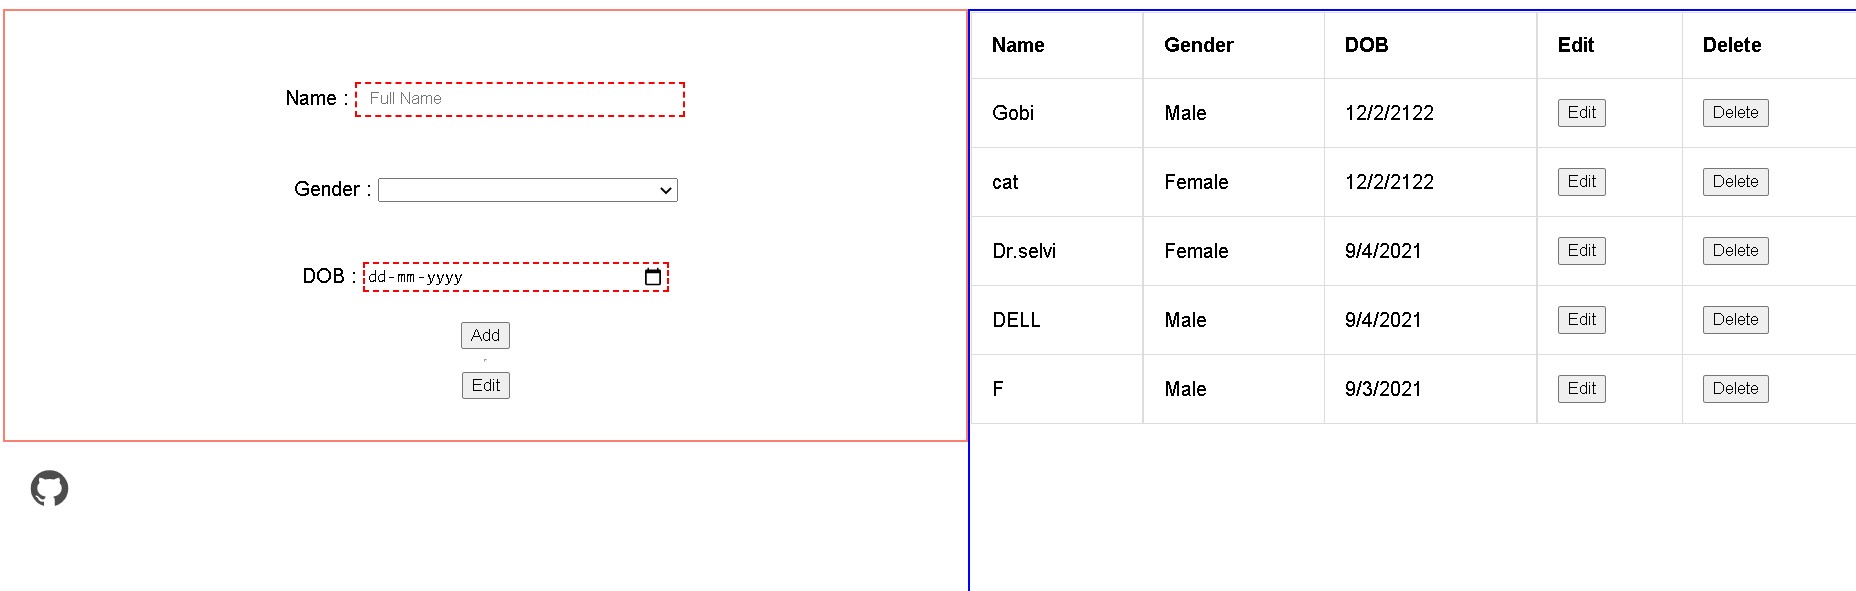 Name : Full Name
Gender :
DOB : dd-mm-yyyy
Add
Edit
Name Gender DOB Edit Delete
Gobi Male 12/2/2122 Edit Delete
cat Female 12/2/2122 Edit Delete
Dr.selvi Female 9/4/2021 Edit Delete
DELL Male 9/4/2021 Edit Delete
F Male 9/3/2021 Edit Delete